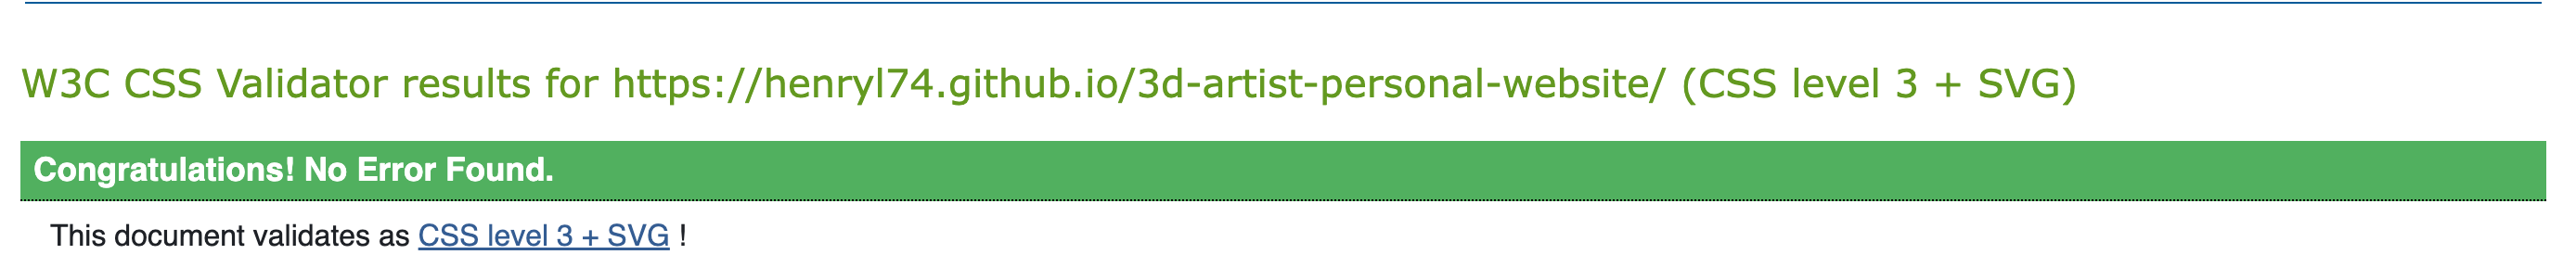 W3C CSS Validator results for https://henryl74.github.io/3d-artist-personal-website/ (CSS level 3 + SVG)
Congratulations! No Error Found.
This document validates as CSS level 3 + SVG !